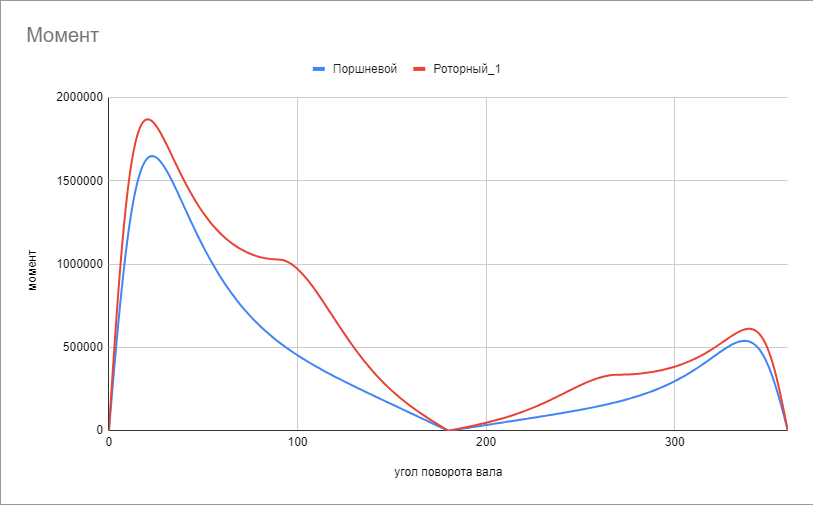 Момент
Поршневой Роторный_1
2000000
1500000
1000000
500000
0
момент
0 100 200 300
угол поворота вала